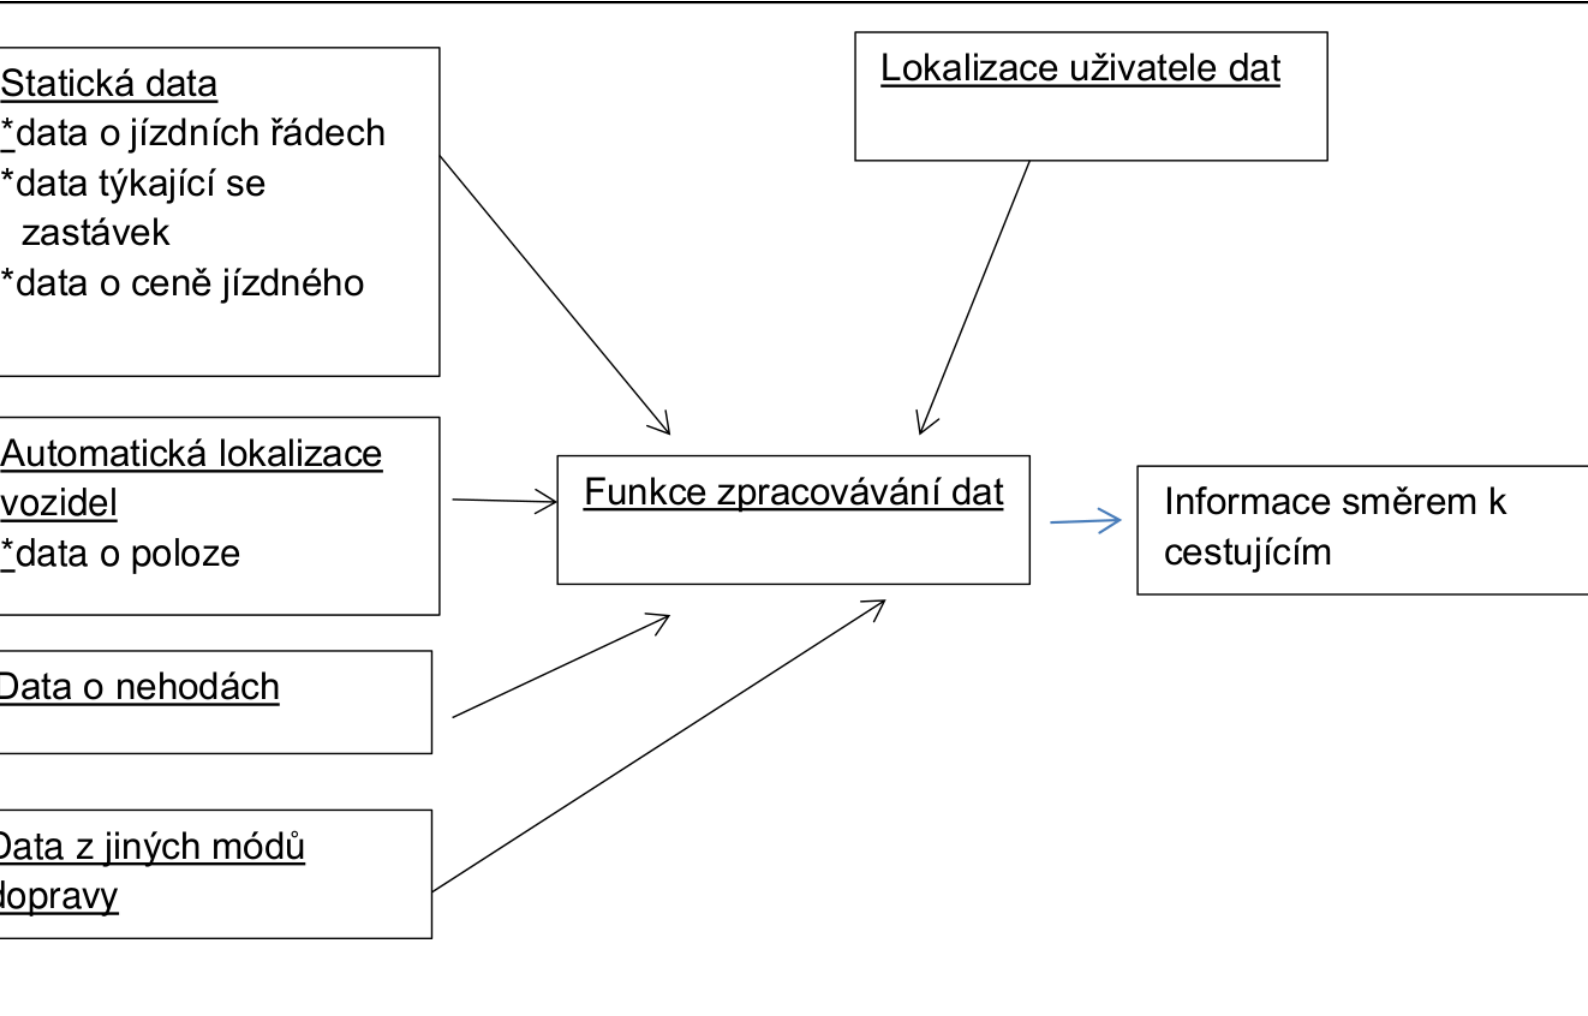 Statická data
*data o jízdních řádech
*data týkající se
zastávek
*data o ceně jízdného
Lokalizace uživatele dat
Automatická lokalizace
vozidel
*data o poloze
Funkce zpracovávání dat
Informace směrem k
cestujícím
Data o nehodách
Data z jiných módů
dopravy